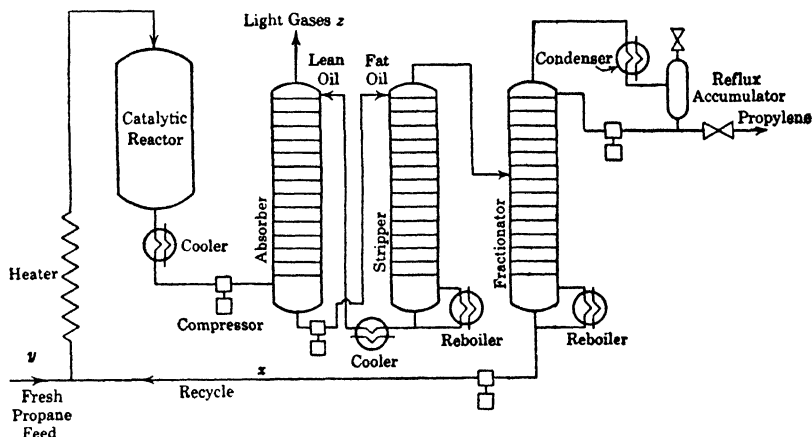 Light Gases z
Lean
Oil
Fat
Oil
Condenser
Reflux
Accumulator
Propylene
Catalytic
Reactor
Absorber
Stripper
Fractionator
Cooler
Heater
Compressor
Cooler
Reboiler
Reboiler
y
x
Recycle
Fresh
Propane
Feed